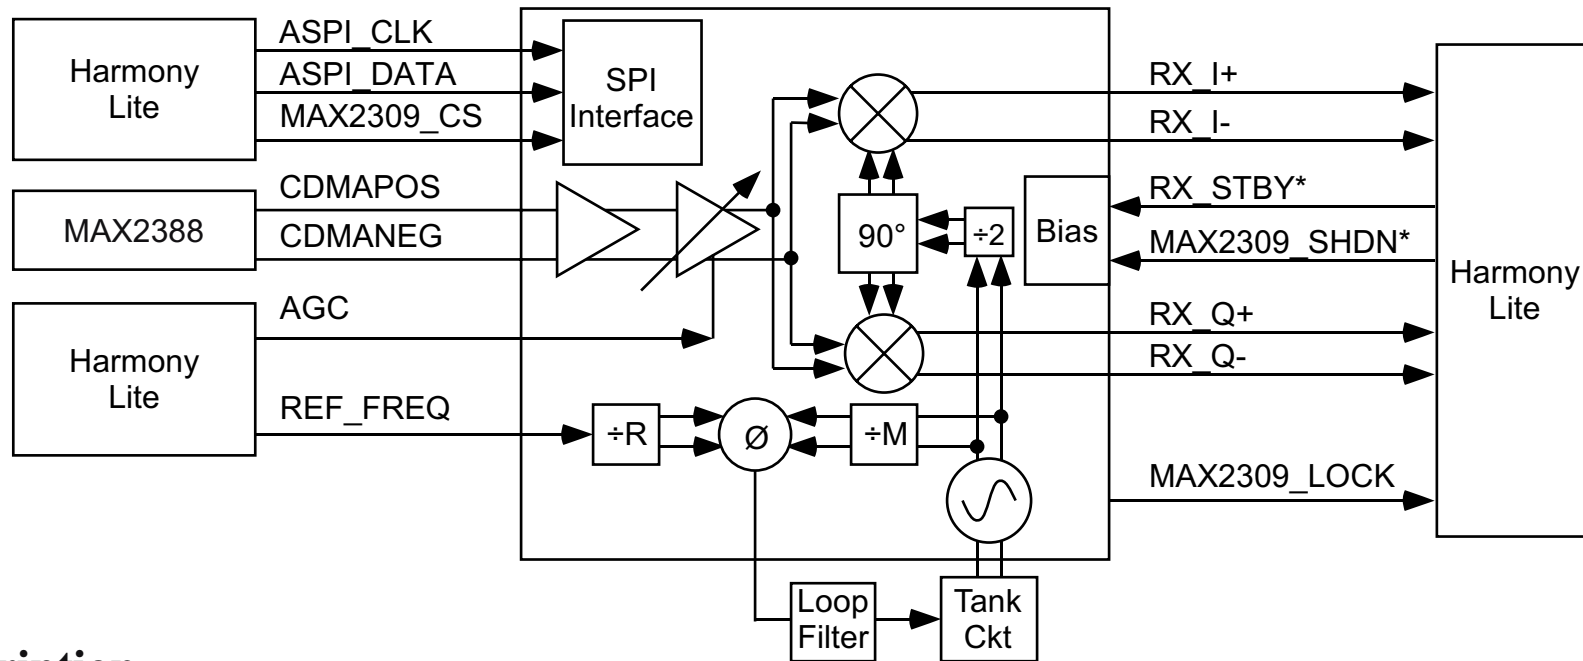 Harmony
Lite
ASPI_CLK
ASPI_DATA
MAX2309_CS
SPI
Interface
MAX2388
CDMAPOS
CDMANEG
Harmony
Lite
AGC
REF_FREQ
90°
÷2
Bias
÷R
Ø
÷M
Loop
Filter
Tank
Ckt
RX_I+
RX_I-
RX_STBY*
MAX2309_SHDN*
RX_Q+
RX_Q-
MAX2309_LOCK
Harmony
Lite